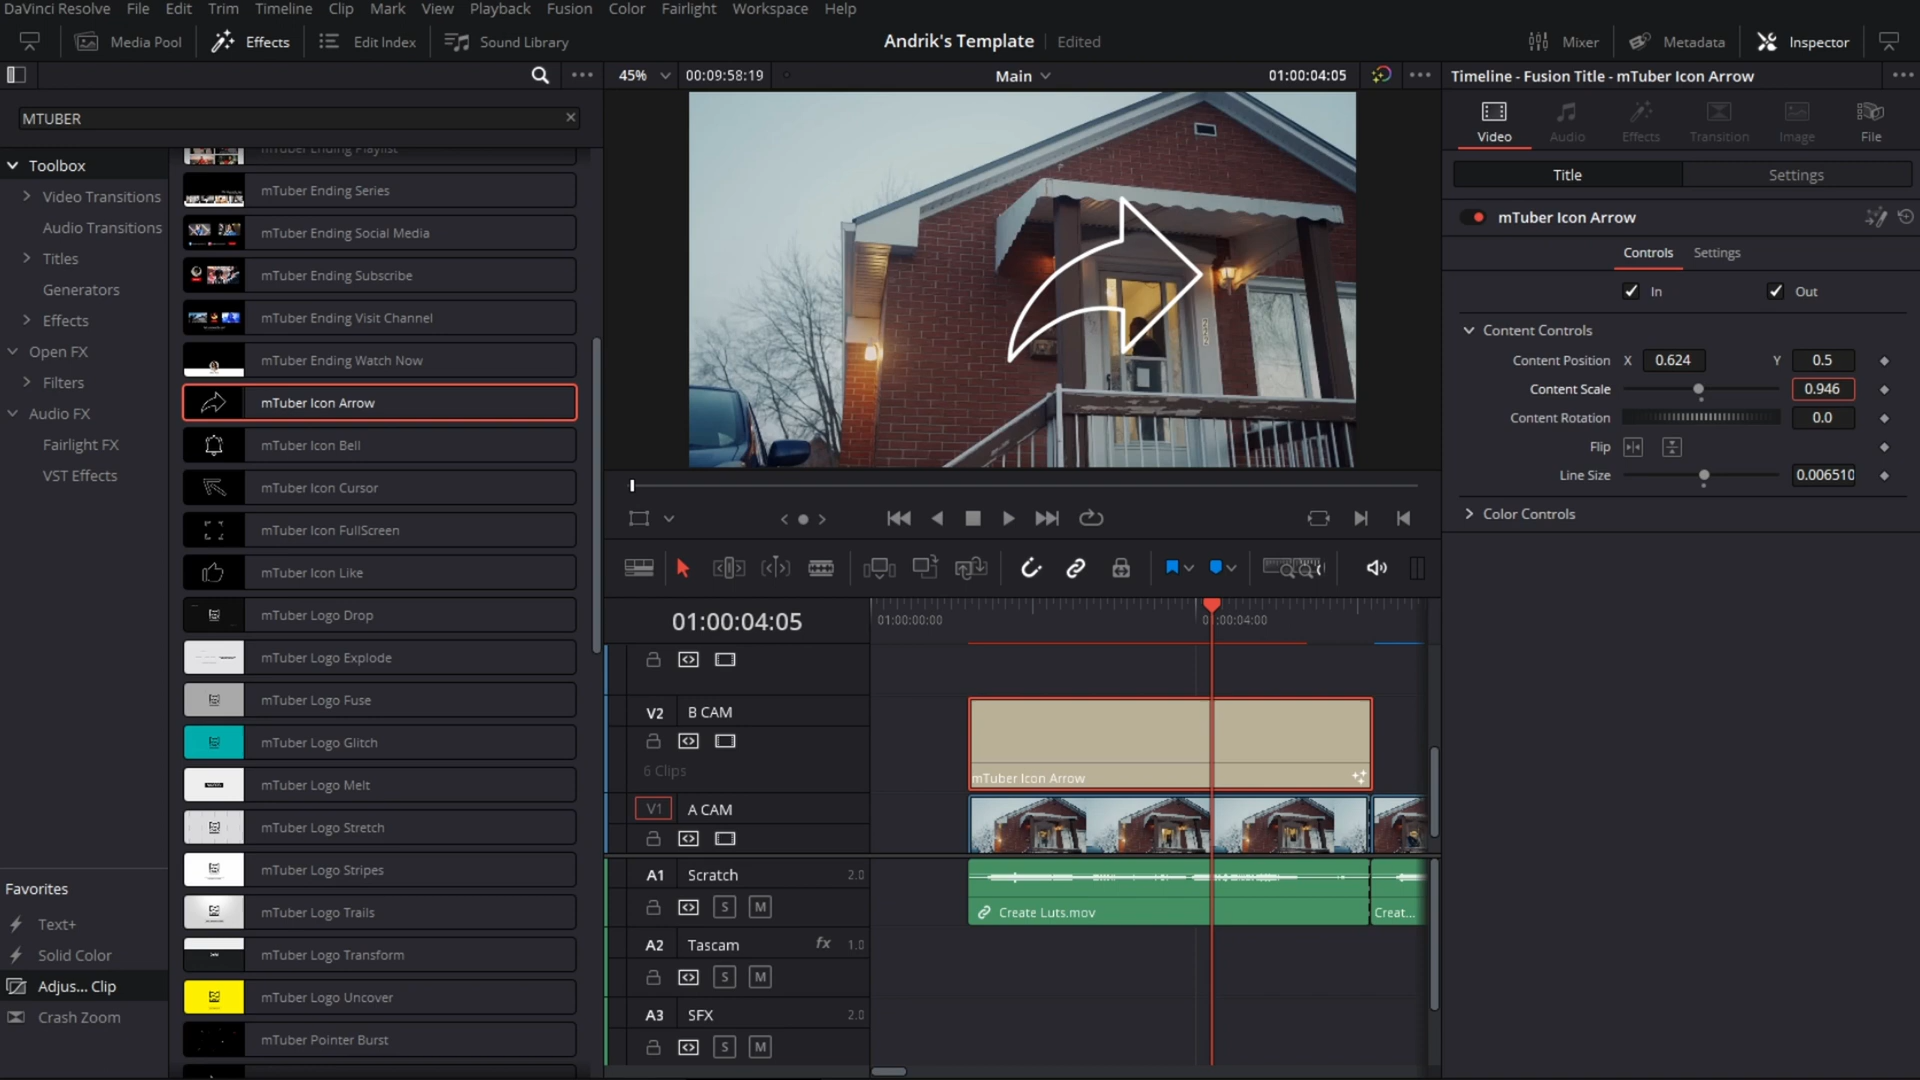 DaVinci Resolve File Edit Trim Timeline Clip Mark View Playback Fusion Color Fairlight Workspace Help
Media Pool Effects Edit Index Sound Library
Andrik's Template Edited
Mixer Metadata Inspector
45% 00:09:58:19 Main 01:00:04:05
Timeline - Fusion Title - mTuber Icon Arrow
MTUBER
Toolbox
Video Transitions
Audio Transitions
Titles
Generators
Effects
Open FX
Filters
Audio FX
Fairlight FX
VST Effects
Favorites
Text+
Solid Color
Adjus... Clip
Crash Zoom
mTuber Ending Playlist
mTuber Ending Series
mTuber Ending Social Media
mTuber Ending Subscribe
mTuber Ending Visit Channel
mTuber Ending Watch Now
mTuber Icon Arrow
mTuber Icon Bell
mTuber Icon Cursor
mTuber Icon FullScreen
mTuber Icon Like
mTuber Logo Drop
mTuber Logo Explode
mTuber Logo Fuse
mTuber Logo Glitch
mTuber Logo Melt
mTuber Logo Stretch
mTuber Logo Stripes
mTuber Logo Trails
mTuber Logo Transform
mTuber Logo Uncover
mTuber Pointer Burst
01:00:04:05
01:00:00:00 01:00:04:00
V2 B CAM
6 Clips
mTuber Icon Arrow
V1 A CAM
A1 Scratch 2.0
S M
Create Luts.mov Creat...
A2 Tascam fx 1.0
S M
A3 SFX 2.0
S M
Video Audio Effects Transition Image File
Title Settings
mTuber Icon Arrow
Controls Settings
In Out
Content Controls
Content Position X 0.624 Y 0.5
Content Scale 0.946
Content Rotation 0.0
Flip
Line Size 0.006510
Color Controls